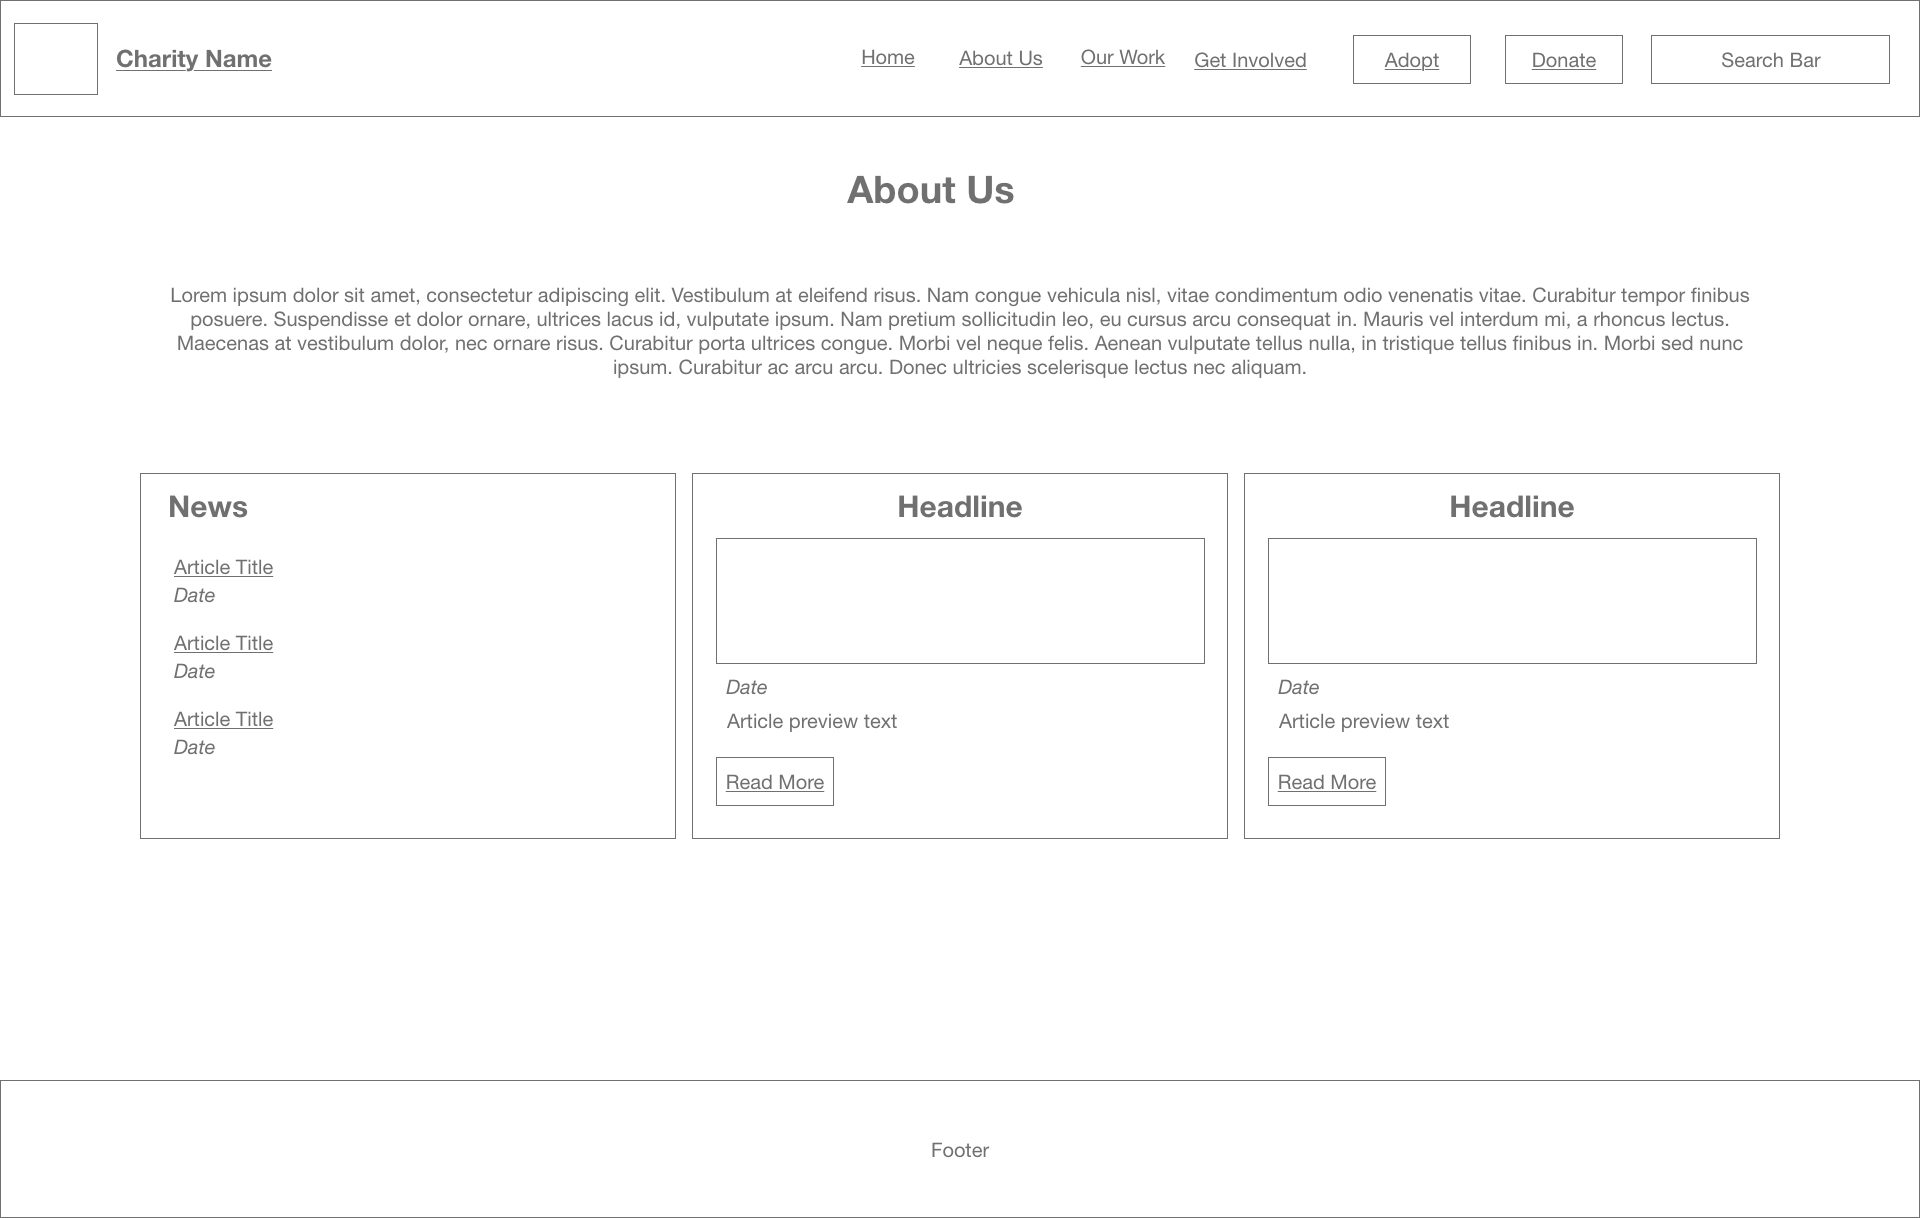 Charity Name
Home
About Us
Our Work
Get Involved
Adopt
Donate
Search Bar
About Us
Lorem ipsum dolor sit amet, consectetur adipiscing elit. Vestibulum at eleifend risus. Nam congue vehicula nisl, vitae condimentum odio venenatis vitae. Curabitur tempor finibus
posuere. Suspendisse et dolor ornare, ultrices lacus id, vulputate ipsum. Nam pretium sollicitudin leo, eu cursus arcu consequat in. Mauris vel interdum mi, a rhoncus lectus.
Maecenas at vestibulum dolor, nec ornare risus. Curabitur porta ultrices congue. Morbi vel neque felis. Aenean vulputate tellus nulla, in tristique tellus finibus in. Morbi sed nunc
ipsum. Curabitur ac arcu arcu. Donec ultricies scelerisque lectus nec aliquam.
News
Article Title
Date
Article Title
Date
Article Title
Date
Headline
Date
Article preview text
Read More
Headline
Date
Article preview text
Read More
Footer